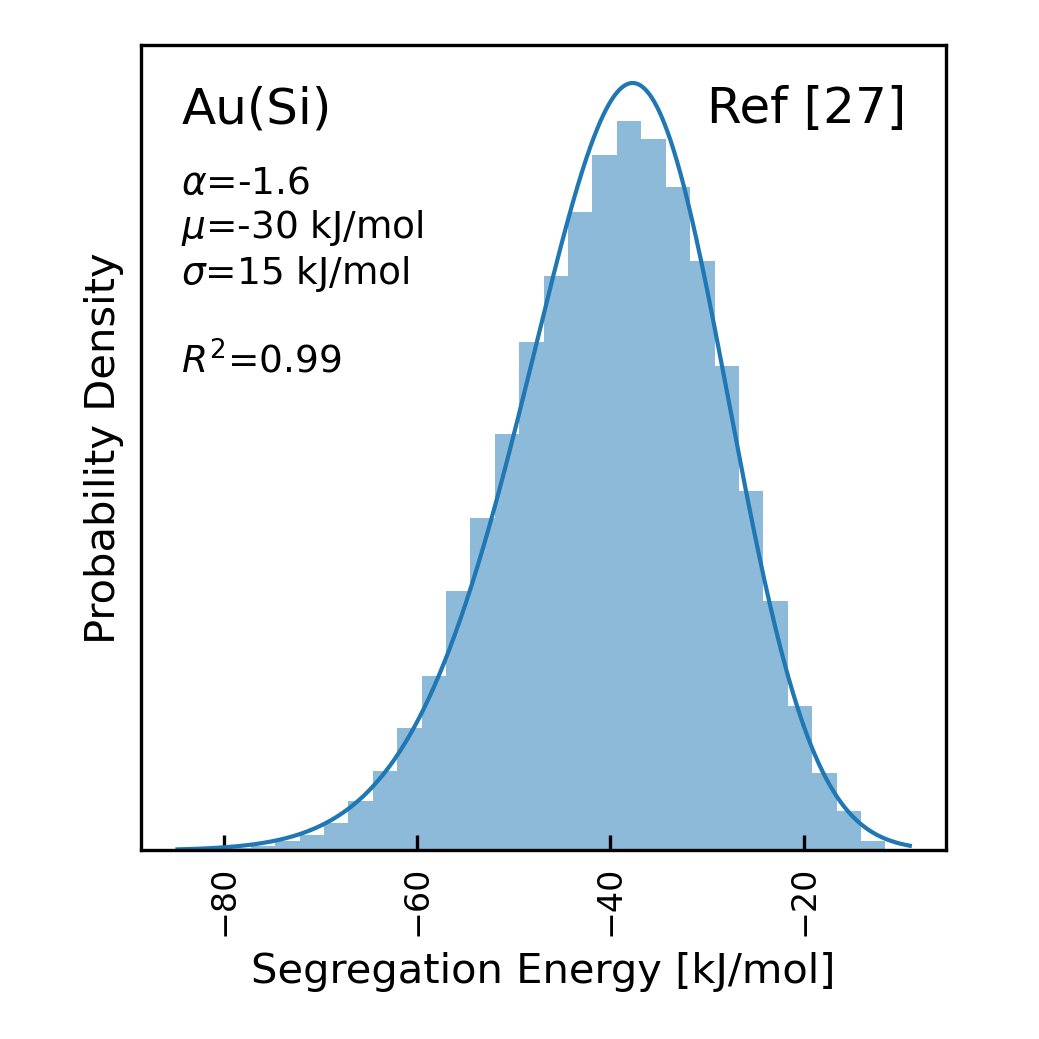 Au(Si)
Ref [27]
α=-1.6
μ=-30 kJ/mol
σ=15 kJ/mol
R²=0.99
Probability Density
−80
−60
−40
−20
Segregation Energy [kJ/mol]